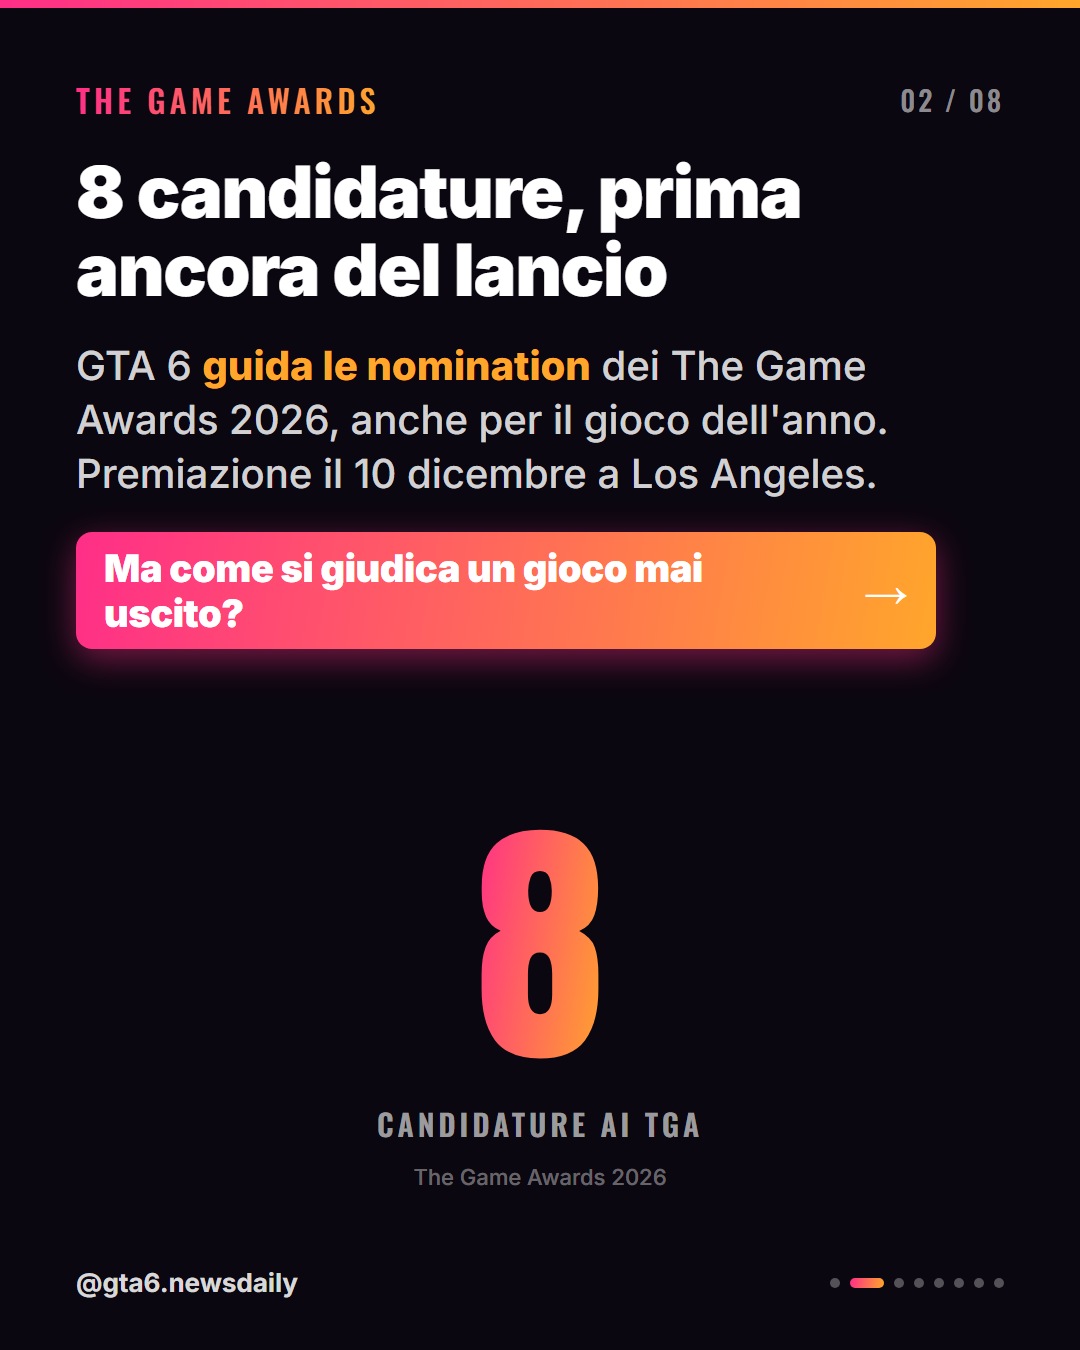 THE GAME AWARDS
02 / 08
8 candidature, prima
ancora del lancio
GTA 6 guida le nomination dei The Game
Awards 2026, anche per il gioco dell'anno.
Premiazione il 10 dicembre a Los Angeles.
Ma come si giudica un gioco mai
uscito?
→
8
CANDIDATURE AI TGA
The Game Awards 2026
@gta6.newsdaily